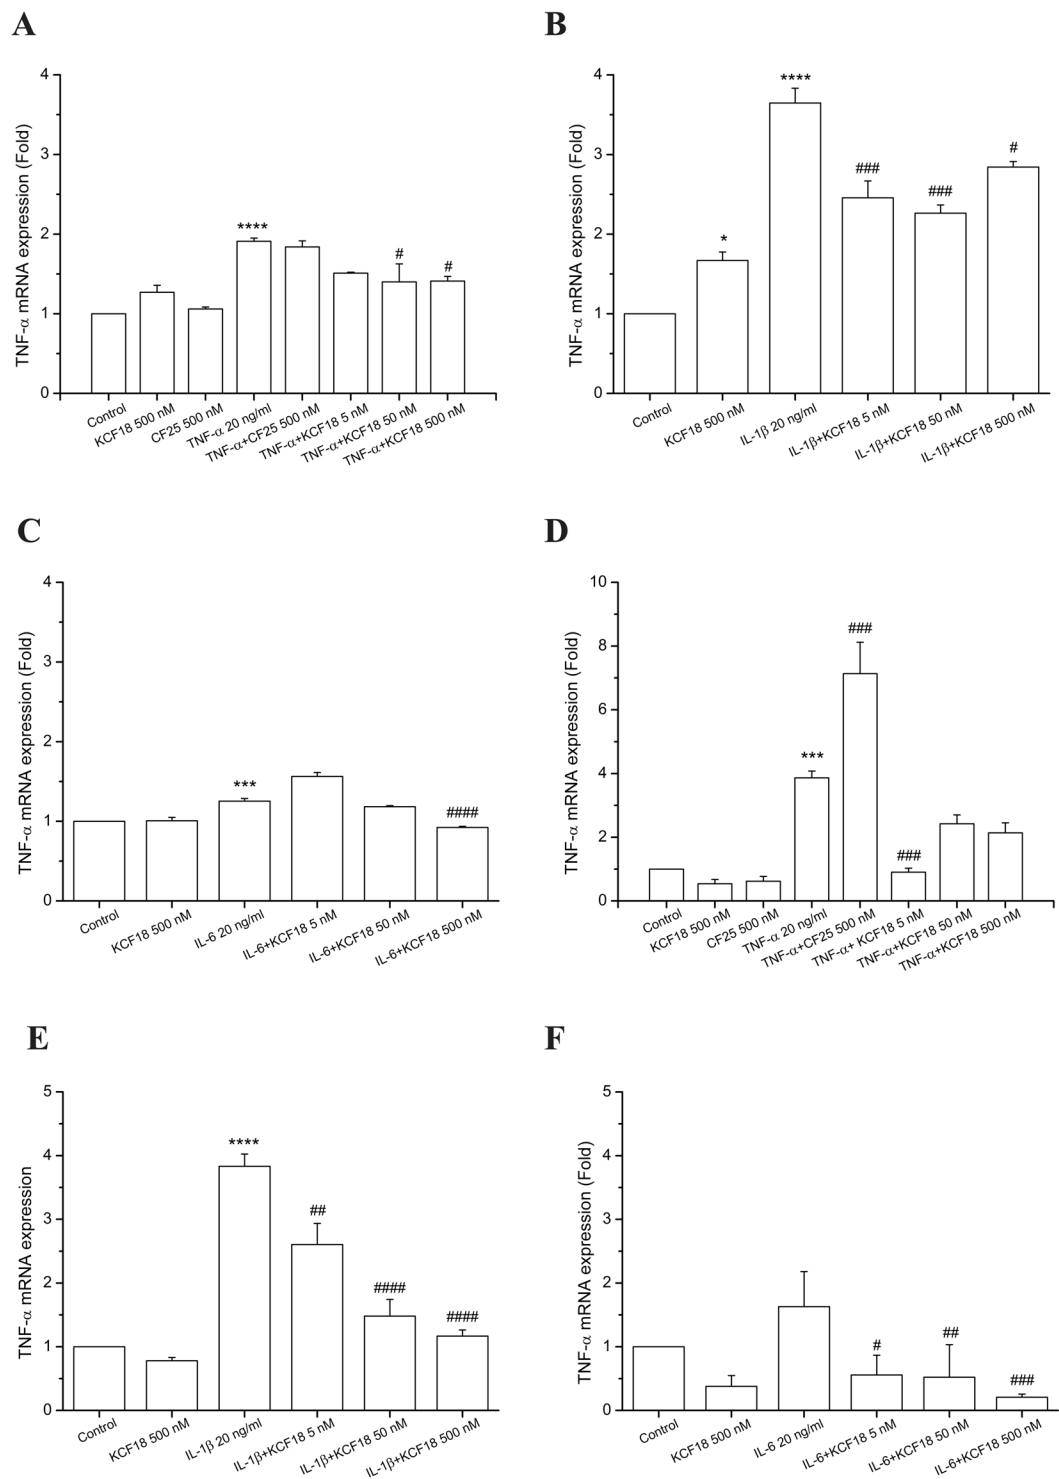 A
TNF-α mRNA expression (Fold)
4
3
2
1
0
****
#
#
Control
KCF18 500 nM
CF25 500 nM
TNF-α 20 ng/ml
TNF-α+CF25 500 nM
TNF-α+KCF18 5 nM
TNF-α+KCF18 50 nM
TNF-α+KCF18 500 nM
B
TNF-α mRNA expression (Fold)
4
3
2
1
0
*
****
###
###
#
Control
KCF18 500 nM
IL-1β 20 ng/ml
IL-1β+KCF18 5 nM
IL-1β+KCF18 50 nM
IL-1β+KCF18 500 nM
C
TNF-α mRNA expression (Fold)
4
3
2
1
0
***
####
Control
KCF18 500 nM
IL-6 20 ng/ml
IL-6+KCF18 5 nM
IL-6+KCF18 50 nM
IL-6+KCF18 500 nM
D
TNF-α mRNA expression (Fold)
10
8
6
4
2
0
***
###
###
Control
KCF18 500 nM
CF25 500 nM
TNF-α 20 ng/ml
TNF-α+CF25 500 nM
TNF-α+ KCF18 5 nM
TNF-α+KCF18 50 nM
TNF-α+KCF18 500 nM
E
TNF-α mRNA expression
5
4
3
2
1
0
****
##
####
####
Control
KCF18 500 nM
IL-1β 20 ng/ml
IL-1β+KCF18 5 nM
IL-1β+KCF18 50 nM
IL-1β+KCF18 500 nM
F
TNF-α mRNA expression (Fold)
5
4
3
2
1
0
#
##
###
Control
KCF18 500 nM
IL-6 20 ng/ml
IL-6+KCF18 5 nM
IL-6+KCF18 50 nM
IL-6+KCF18 500 nM